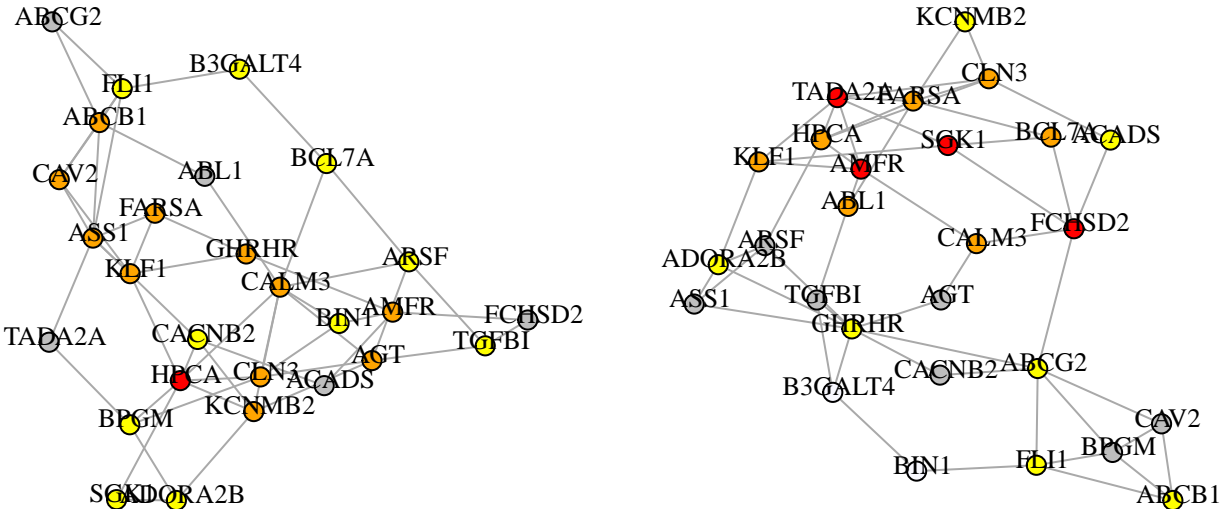 ABCG2
B3GALT4
FLI1
ABCB1
BCL7A
CAV2
ABL1
FARSA
ASS1
GHRHR
ARSF
KLF1
CALM3
AMFR
FCHSD2
BIN1
TADA2A
CACNB2
TGFBI
AGT
HPCA
CLN3
ACADS
KCNMB2
BPGM
SGK1
ADORA2B
KCNMB2
CLN3
TADA2A
FARSA
HPCA
SGK1
BCL7A
ACADS
KLF1
AMFR
ABL1
FCHSD2
ARSF
CALM3
ADORA2B
ASS1
TGFBI
AGT
GHRHR
ABCG2
B3GALT4
CACNB2
CAV2
BPGM
BIN1
FLI1
ABCB1